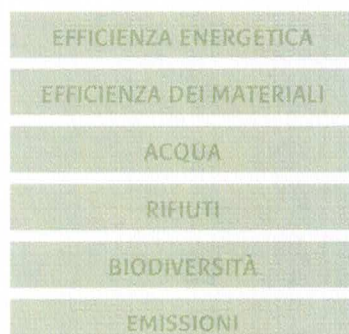 EFFICIENZA ENERGETICA
EFFICIENZA DEI MATERIALI
ACQUA
RIFIUTI
BIODIVERSITÀ
EMISSIONI